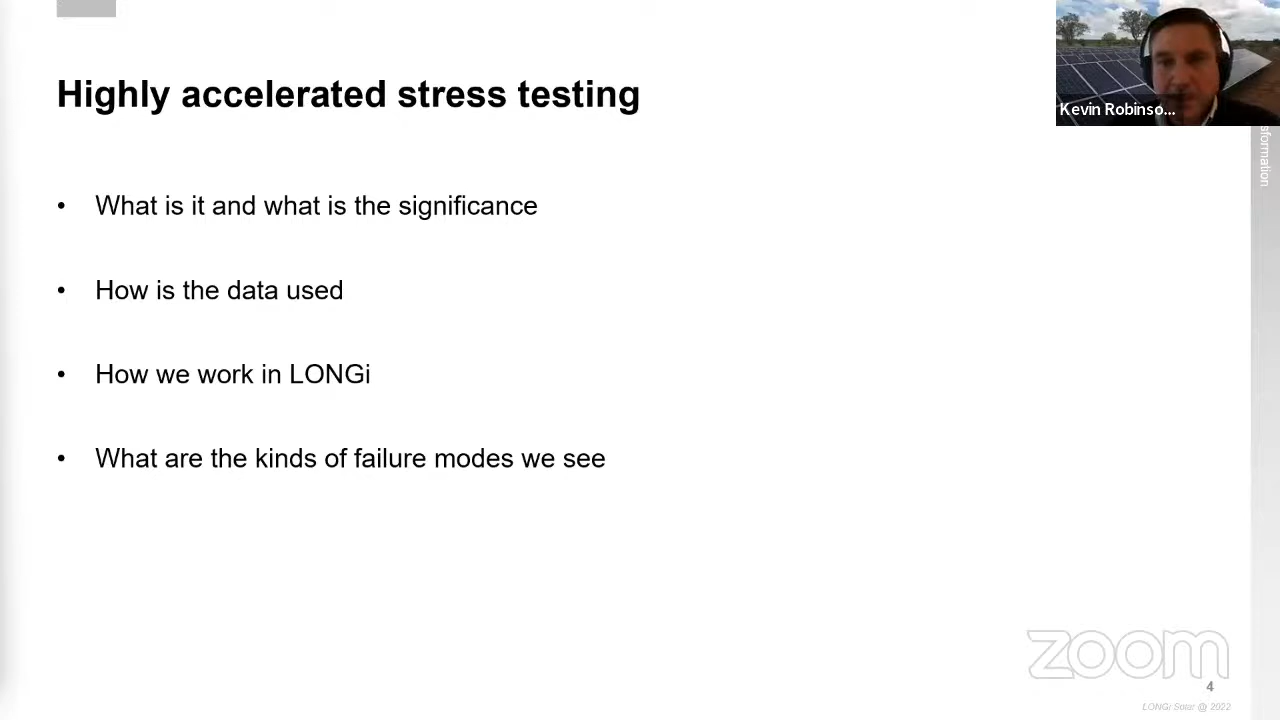 Highly accelerated stress testing
Kevin Robinso...
sformation
• What is it and what is the significance
• How is the data used
• How we work in LONGi
• What are the kinds of failure modes we see
zoom
4
LONGi Solar @ 2022